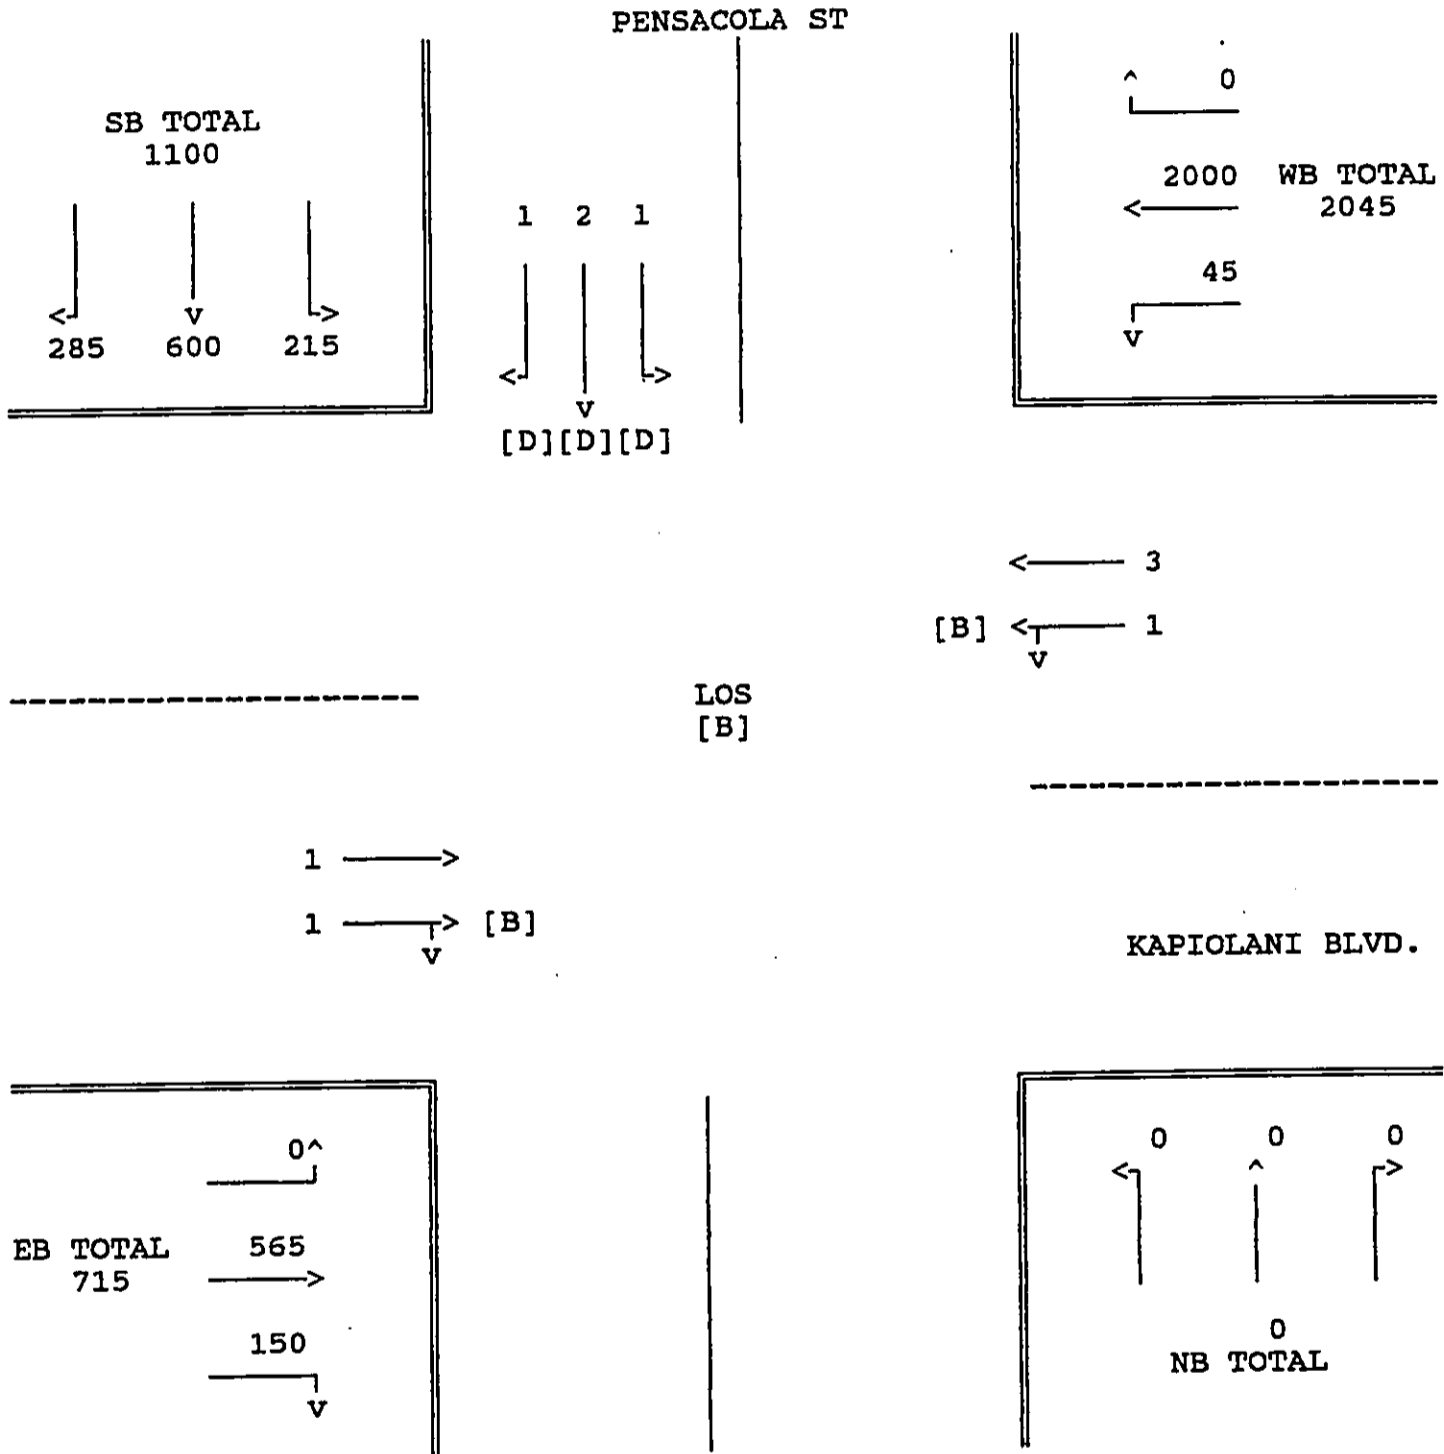 PENSACOLA ST
SB TOTAL
1100
285 600 215
1 2 1
[D][D][D]
0
2000 WB TOTAL
2045
45
3
[B] 1
LOS
[B]
1
1 [B]
KAPIOLANI BLVD.
0
EB TOTAL 565
715
150
0 0 0
0
NB TOTAL